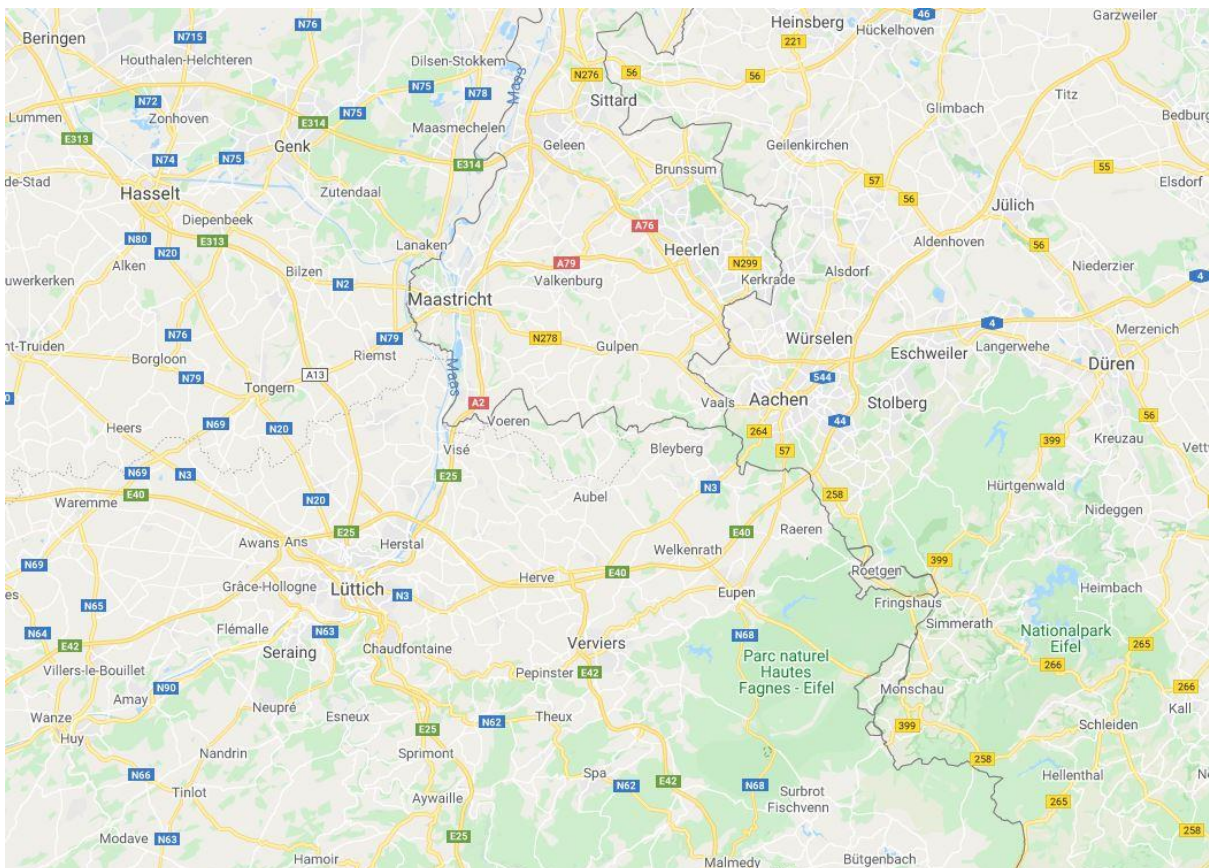 N76
46
Heinsberg
Garzweiler
Beringen
N715
221
Hückelhoven
Houthalen-Helchteren
Dilsen-Stokkem
N276
56
56
Maas
N75
N78
Sittard
Titz
N72
N75
Glimbach
Lummen
Zonhoven
E314
Maasmechelen
Bedburg
E313
Genk
Geleen
Geilenkirchen
N74
N75
E314
Brunssum
55
de-Stad
57
Elsdorf
Hasselt
Zutendaal
56
Jülich
Diepenbeek
A76
N80
E313
Lanaken
Heerlen
Aldenhoven
56
N20
Alken
A79
N299
Niederzier
Bilzen
N2
Valkenburg
Kerkrade
Alsdorf
4
uwerkerken
Maastricht
4
Merzenich
N76
N79
N278
Würselen
nt-Truiden
Borgloon
Riemst
Gulpen
Eschweiler
Langerwehe
Düren
N79
A13
Maas
544
Tongern
Vaals
Aachen
Stolberg
0
A2
N69
Voeren
264
44
56
Heers
N20
399
Kreuzau
Visé
Bleyberg
57
Vettw
N69
N3
E25
N3
Hürtgenwald
E40
Waremme
N20
Aubel
258
Nideggen
E25
E40
Raeren
Awans
Ans
Herstal
Welkenrath
399
N69
Grâce-Hollogne
Herve
E40
Roetgen
Heimbach
es
Lüttich
N3
Eupen
Fringshaus
N65
N64
Flémalle
N63
N68
Simmerath
Nationalpark
Eifel
E42
Seraing
Chaudfontaine
Verviers
265
Villers-le-Bouillet
Pepinster
E42
Parc naturel
Hautes
Fagnes - Eifel
266
N90
Monschau
266
Amay
Neupré
Kall
Wanze
Esneux
N62
Theux
399
Schleiden
Huy
E25
Nandrin
Sprimont
258
N66
Spa
N62
E42
N68
Hellenthal
Tinlot
Surbrot
Fischvenn
265
Aywaille
Modave
N63
E25
258
Hamoir
Malmedy
Bütgenbach